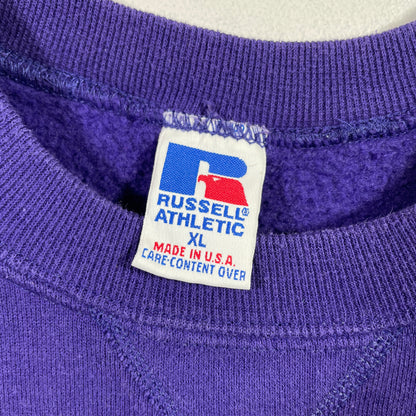 RUSSELL
ATHLETIC
XL
MADE IN U.S.A.
CARE-CONTENT OVER